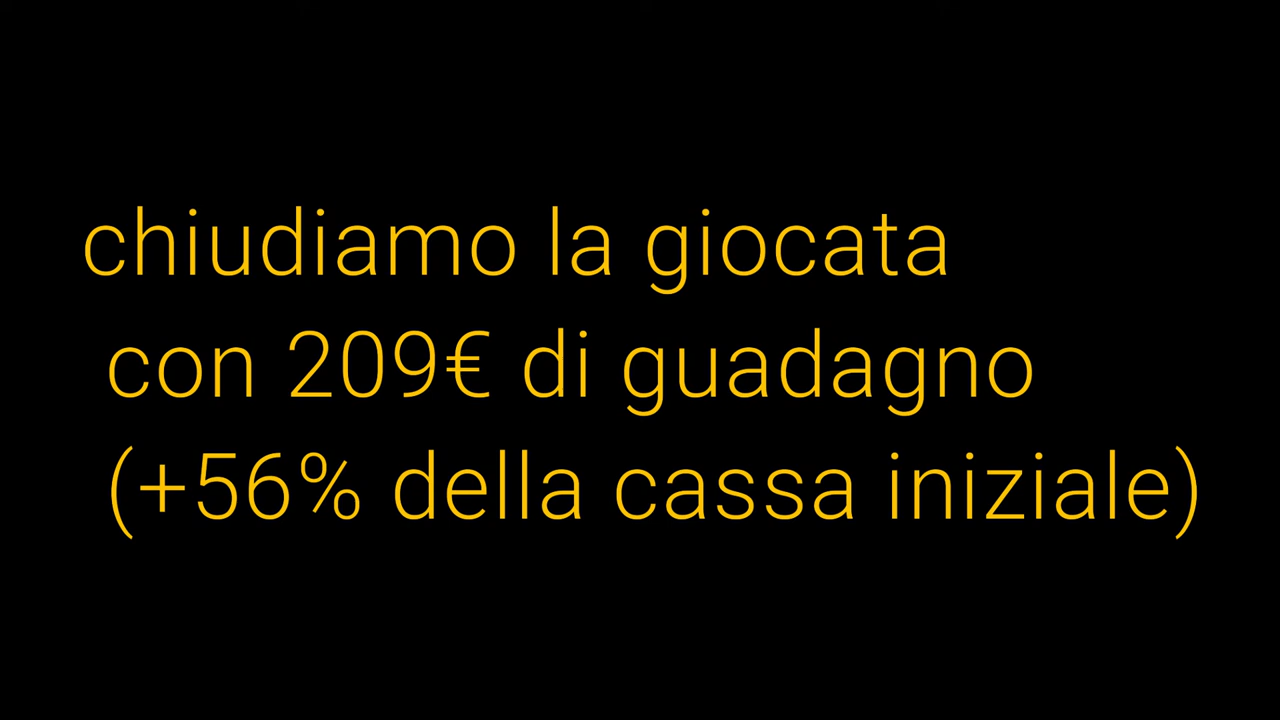 chiudiamo la giocata
con 209€ di guadagno
(+56% della cassa iniziale)